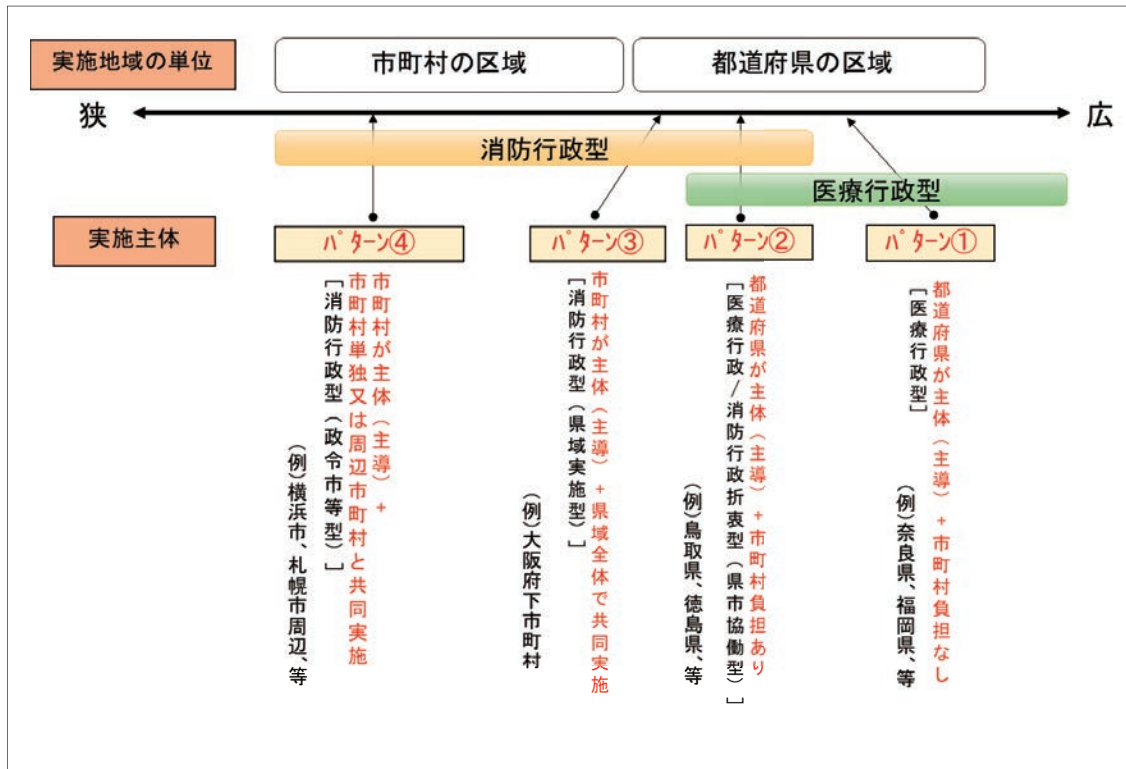 実施地域の単位
市町村の区域
都道府県の区域
狭
広
消防行政型
医療行政型
実施主体
パターン④
パターン③
パターン②
パターン①
市町村が主体（主導）+
市町村単独又は周辺市町村と共同実施
［消防行政型（政令市等型）］
（例）横浜市、札幌市周辺、等
市町村が主体（主導）+県域全体で共同実施
［消防行政型（県域実施型）］
（例）大阪府下市町村
都道府県が主体（主導）+市町村負担あり
［医療行政/消防行政折衷型（県市協働型）］
（例）鳥取県、徳島県、等
都道府県が主体（主導）+市町村負担なし
［医療行政型］
（例）奈良県、福岡県、等